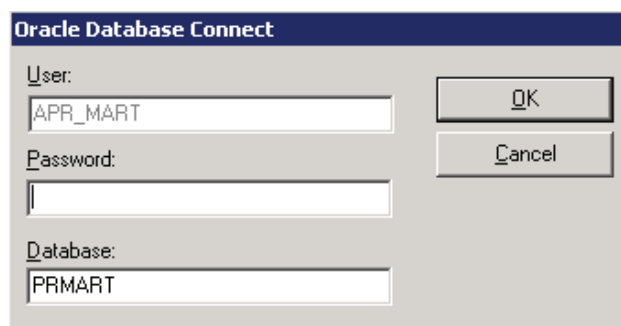 Oracle Database Connect
User:
APR_MART
OK
Password:
Cancel
Database:
PRMART